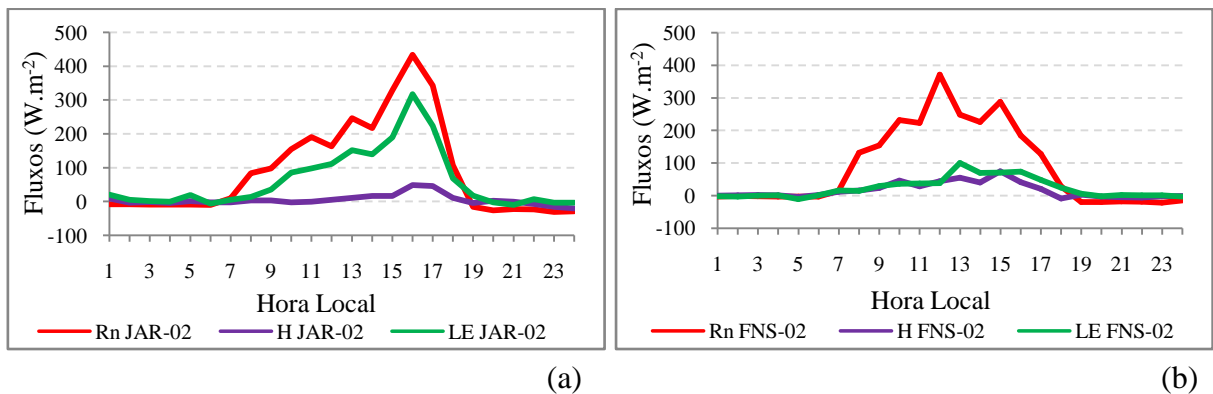 500
400
300
200
100
0
-100
Fluxos (W.m-2)
1 3 5 7 9 11 13 15 17 19 21 23
Hora Local
Rn JAR-02 H JAR-02 LE JAR-02
(a)
500
400
300
200
100
0
-100
Fluxos (W.m-2)
1 3 5 7 9 11 13 15 17 19 21 23
Hora Local
Rn FNS-02 H FNS-02 LE FNS-02
(b)